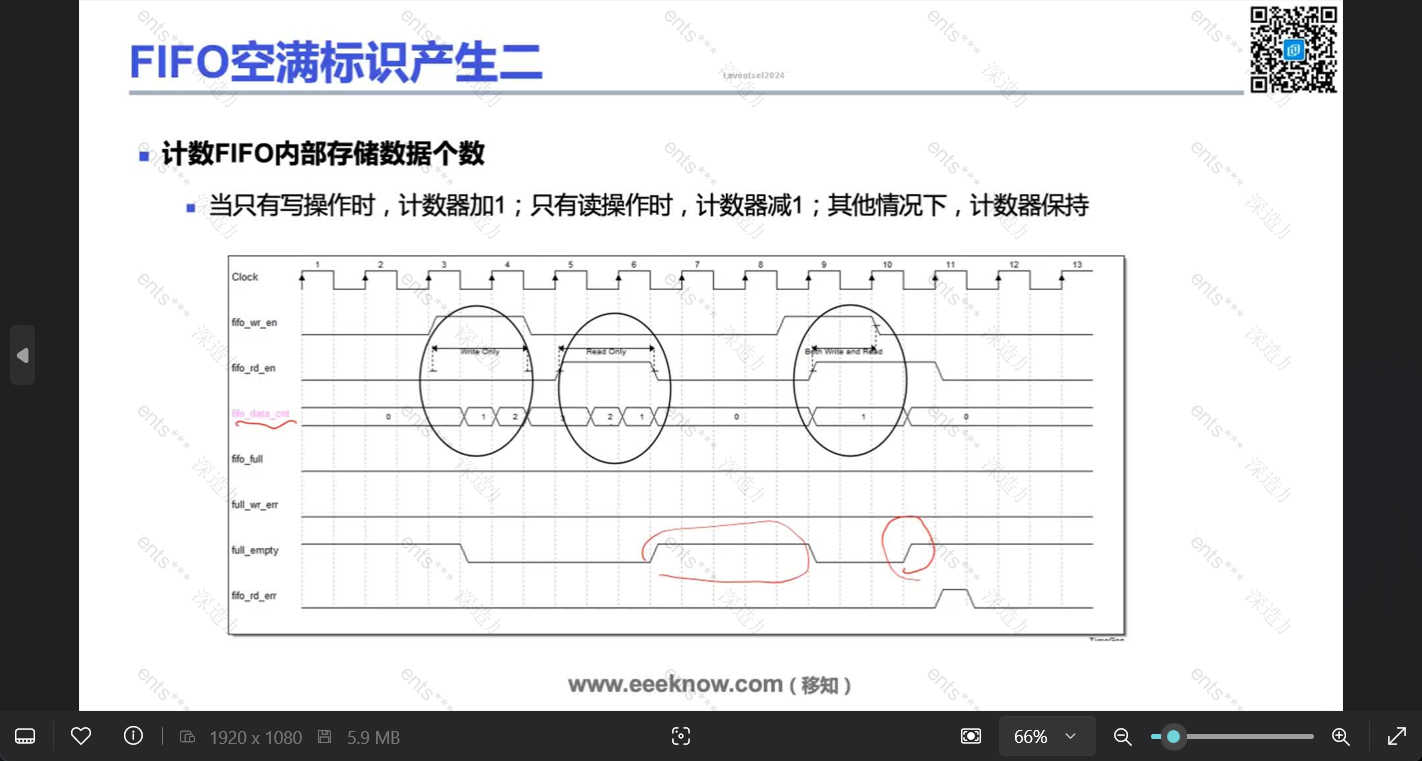 FIFO空满标识产生二
Loveuisel2024
计数FIFO内部存储数据个数
当只有写操作时，计数器加1；只有读操作时，计数器减1；其他情况下，计数器保持
1 2 3 4 5 6 7 8 9 10 11 12 13
Clock
fifo_wr_en
Write Only Read Only Both Write and Read
fifo_rd_en
fifo_data_cnt 0 1 2 2 1 0 1 0
fifo_full
full_wr_err
full_empty
fifo_rd_err
TimeGen
www.eeeknow.com（移知）
ents***
深造
1920 x 1080 5.9 MB 66%